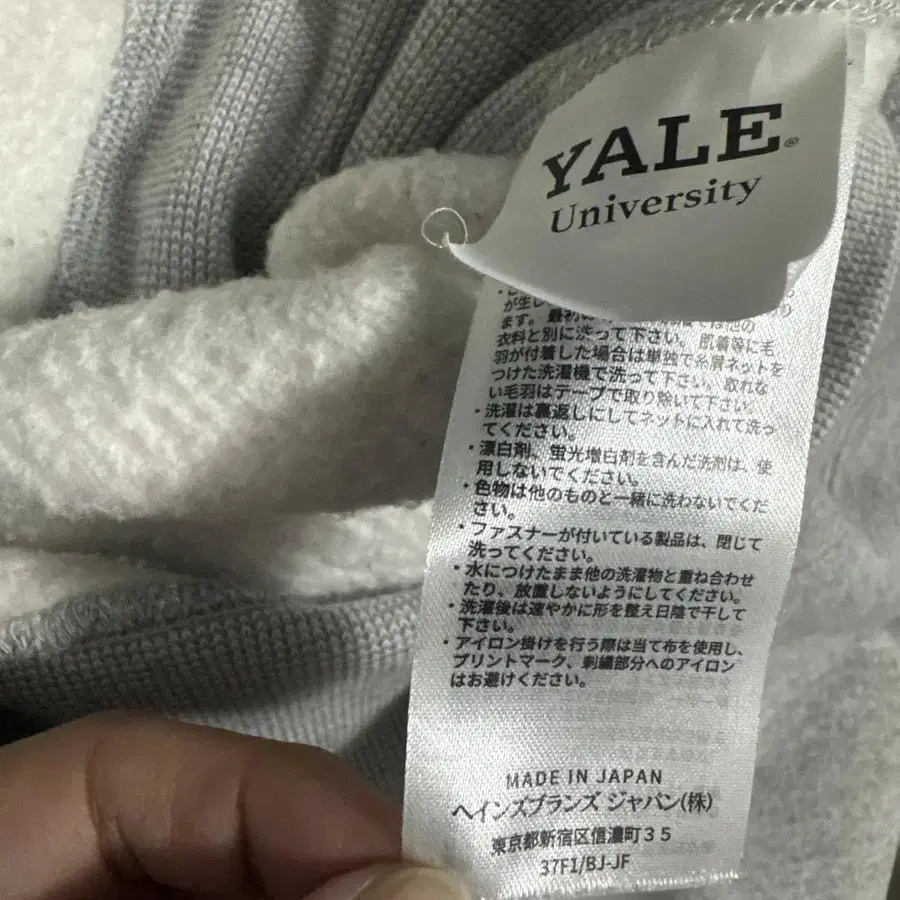 YALE®
University
が生し
ます。最初の
衣料と別に洗って下さい。肌着等に毛
羽が付着した場合は単独で糸屑ネットを
つけた洗濯機で洗って下さい。取れな
い毛羽はテープで取り除いて下さい。
・洗濯は裏返しにしてネットに入れて洗っ
てください。
・漂白剤、蛍光増白剤を含んだ洗剤は、使
用しないでください。
・色物は他のものと一緒に洗わないでくだ
さい。
・ファスナーが付いている製品は、閉じて
洗ってください。
・水につけたまま他の洗濯物と重ね合わせ
たり、放置しないようにしてください。
・洗濯後は速やかに形を整え日陰で干して
下さい。
・アイロン掛けを行う際は当て布を使用し、
プリントマーク、刺繍部分へのアイロン
はお避けください。
MADE IN JAPAN
ヘインズブランズ ジャパン(株)
東京都新宿区信濃町35
37F1/BJ-JF